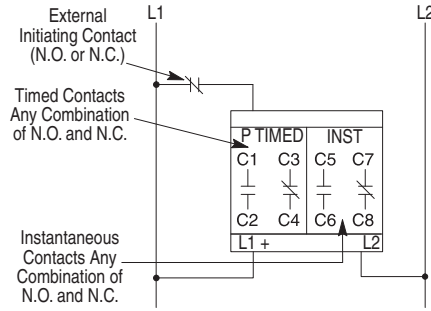 External
Initiating Contact
(N.O. or N.C.)
L1
L2
Timed Contacts
Any Combination
of N.O. and N.C.
P TIMED
INST
C1 C3 C5 C7
C2 C4 C6 C8
L1 +
L2
Instantaneous
Contacts Any
Combination of
N.O. and N.C.